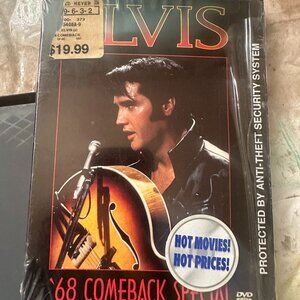 ELVIS
$19.99
HOT MOVIES!
HOT PRICES!
'68 COMEBACK SPECIAL
DVD
PROTECTED BY ANTI-THEFT SECURITY SYSTEM